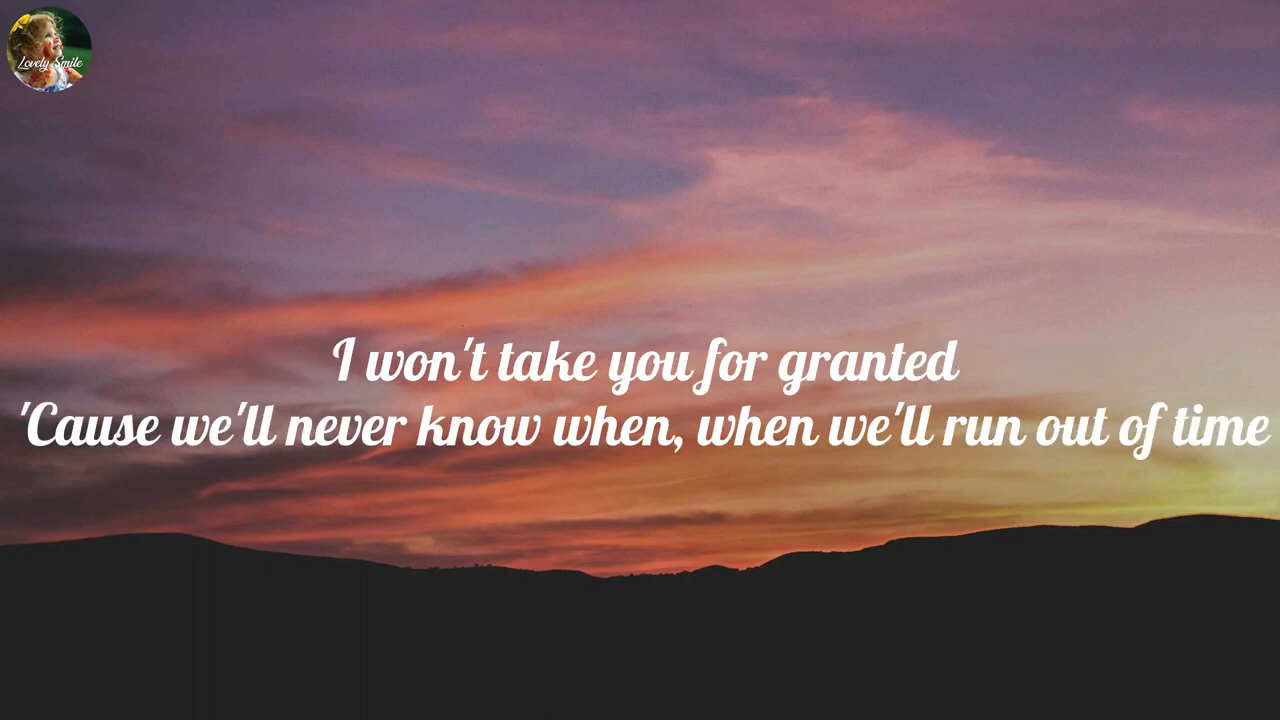 Lovely Smile
I won't take you for granted
'Cause we'll never know when, when we'll run out of time